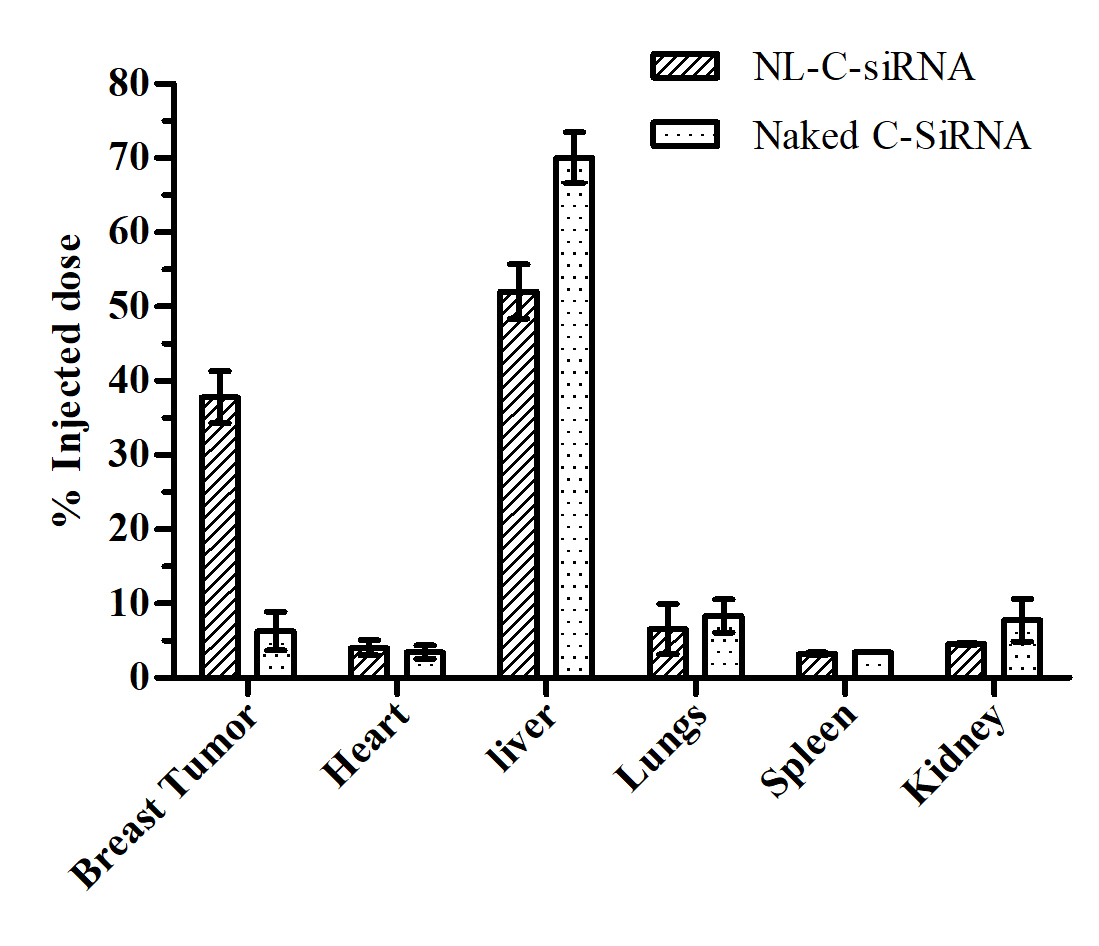 NL-C-siRNA
Naked C-SiRNA
% Injected dose
80
70
60
50
40
30
20
10
0
Breast Tumor
Heart
liver
Lungs
Spleen
Kidney